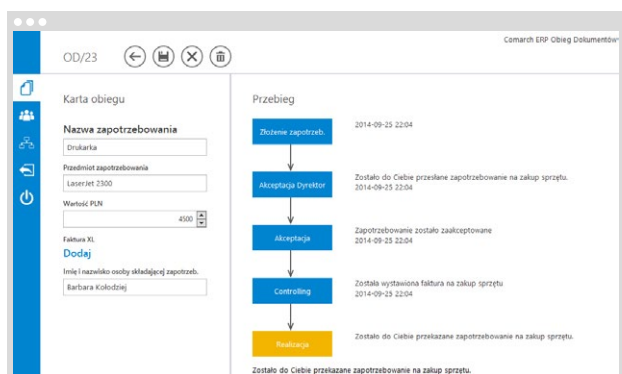 Comarch ERP Obieg Dokumentów
OD/23
Karta obiegu
Nazwa zapotrzebowania
Drukarka
Przedmiot zapotrzebowania
LaserJet 2300
Wartość PLN
4500
Faktura XL
Dodaj
Imię i nazwisko osoby składającej zapotrzeb.
Barbara Kołodziej
Przebieg
Złożenie zapotrzeb.
2014-09-25 22:04
Akceptacja Dyrektor
Zostało do Ciebie przesłane zapotrzebowanie na zakup sprzętu.
2014-09-25 22:04
Akceptacja
Zapotrzebowanie zostało zaakceptowane
2014-09-25 22:04
Controlling
Została wystawiona faktura na zakup sprzętu
2014-09-25 22:04
Realizacja
Zostało do Ciebie przekazane zapotrzebowanie na zakup sprzętu.
Zostało do Ciebie przekazane zapotrzebowanie na zakup sprzętu.